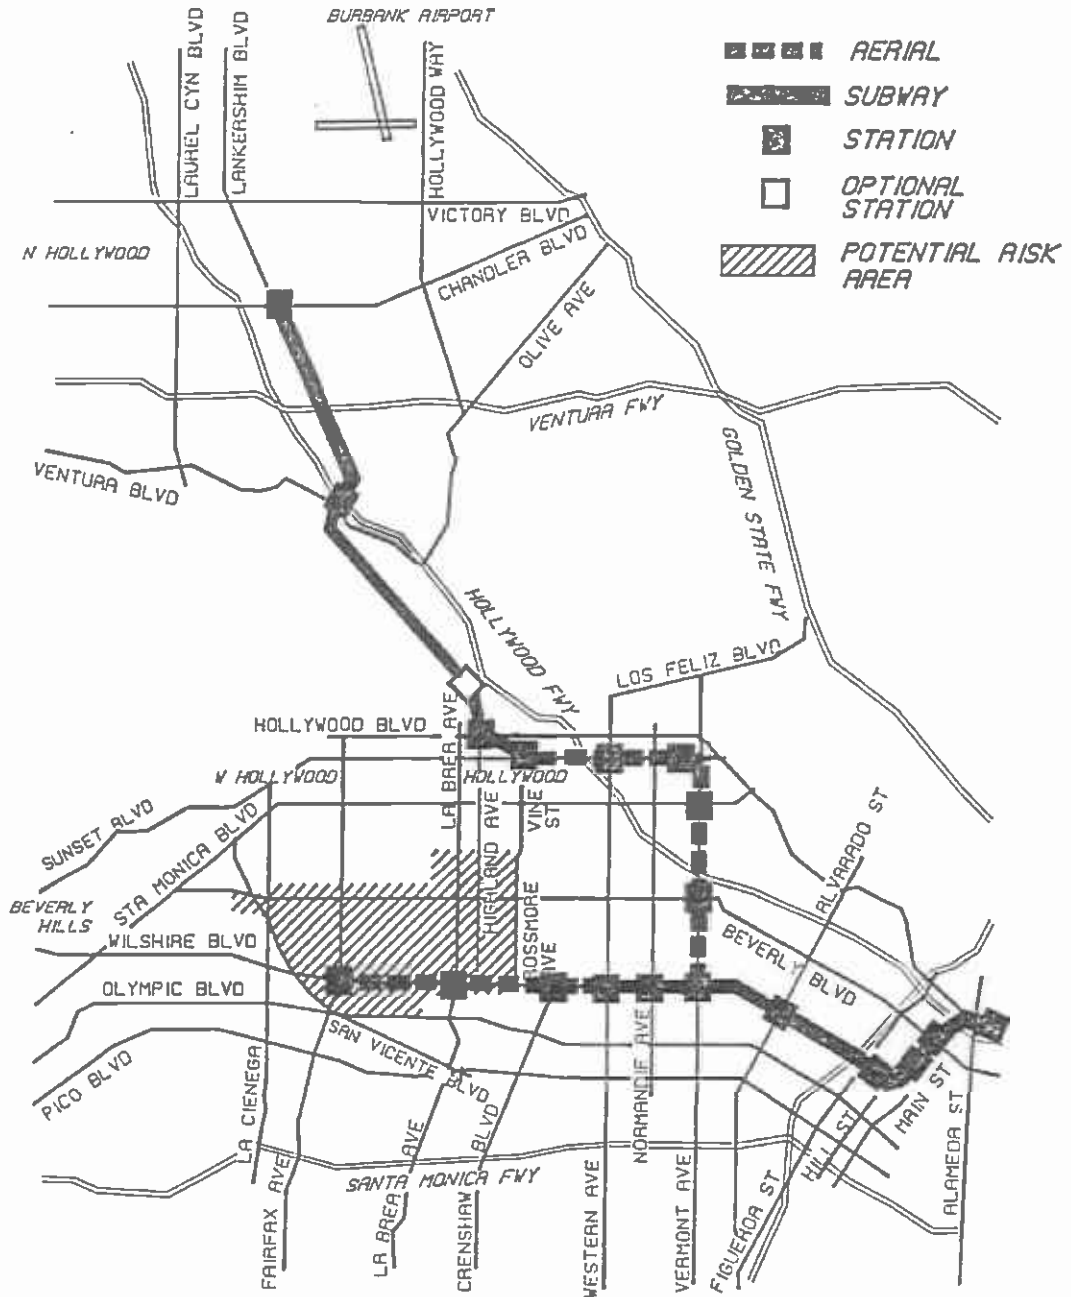 BURBANK AIRPORT
LAUREL CYN BLVD
LANKERSHIM BLVD
HOLLYWOOD WAY
AERIAL
SUBWAY
STATION
OPTIONAL
STATION
POTENTIAL RISK
AREA
VICTORY BLVD
N HOLLYWOOD
CHANDLER BLVD
OLIVE AVE
VENTURA FWY
VENTURA BLVD
GOLDEN STATE FWY
HOLLYWOOD FWY
LOS FELIZ BLVD
HOLLYWOOD BLVD
LA BREA AVE
W HOLLYWOOD
HOLLYWOOD
SUNSET BLVD
STA MONICA BLVD
HIGHLAND AVE
VINE
ST
ALVARADO ST
BEVERLY
HILLS
WILSHIRE BLVD
ROSSMORE
AVE
BEVERLY BLVD
OLYMPIC BLVD
SAN VICENTE BLVD
PICO BLVD
LA CIENEGA
NORMANDIE AVE
MAIN ST
HILL ST
ALAMEDA ST
SANTA MONICA FWY
FAIRFAX AVE
LA BREA AVE
CRENSHAW BLVD
WESTERN AVE
VERMONT AVE
FIGUEROA ST